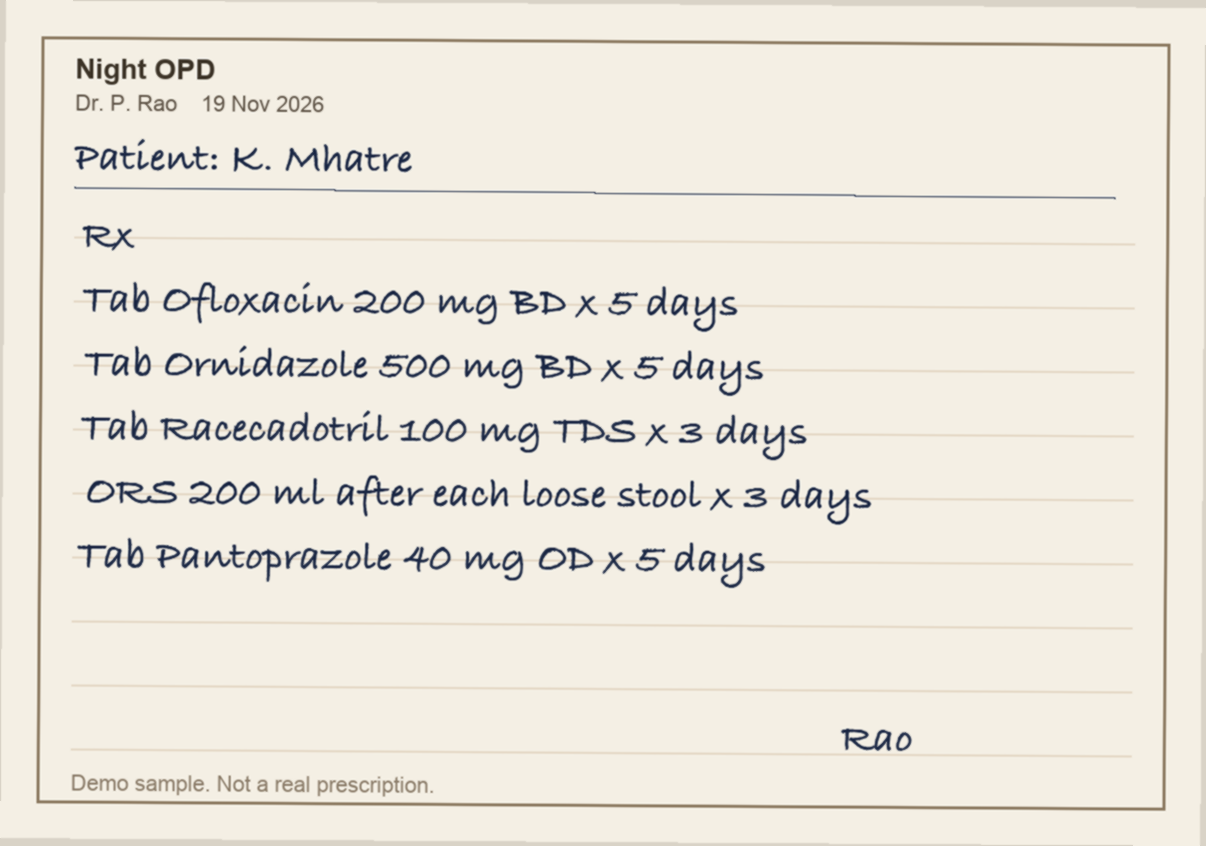 Night OPD
Dr. P. Rao 19 Nov 2026
Patient: K. Mhatre
Rx
Tab Ofloxacin 200 mg BD x 5 days
Tab Ornidazole 500 mg BD x 5 days
Tab Racecadotril 100 mg TDS x 3 days
ORS 200 ml after each loose stool x 3 days
Tab Pantoprazole 40 mg OD x 5 days
Rao
Demo sample. Not a real prescription.